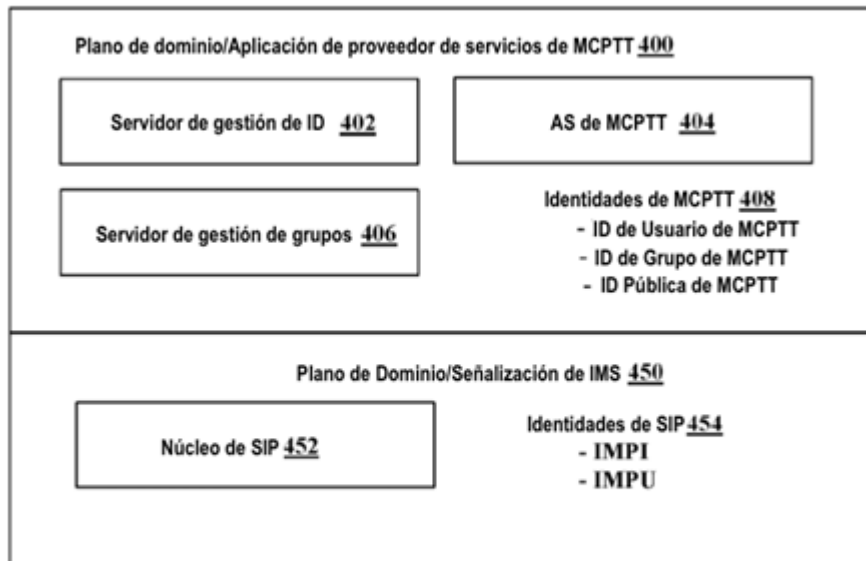 Plano de dominio/Aplicación de proveedor de servicios de MCPTT 400
Servidor de gestión de ID 402
AS de MCPTT 404
Servidor de gestión de grupos 406
Identidades de MCPTT 408
- ID de Usuario de MCPTT
- ID de Grupo de MCPTT
- ID Pública de MCPTT
Plano de Dominio/Señalización de IMS 450
Núcleo de SIP 452
Identidades de SIP 454
- IMPI
- IMPU